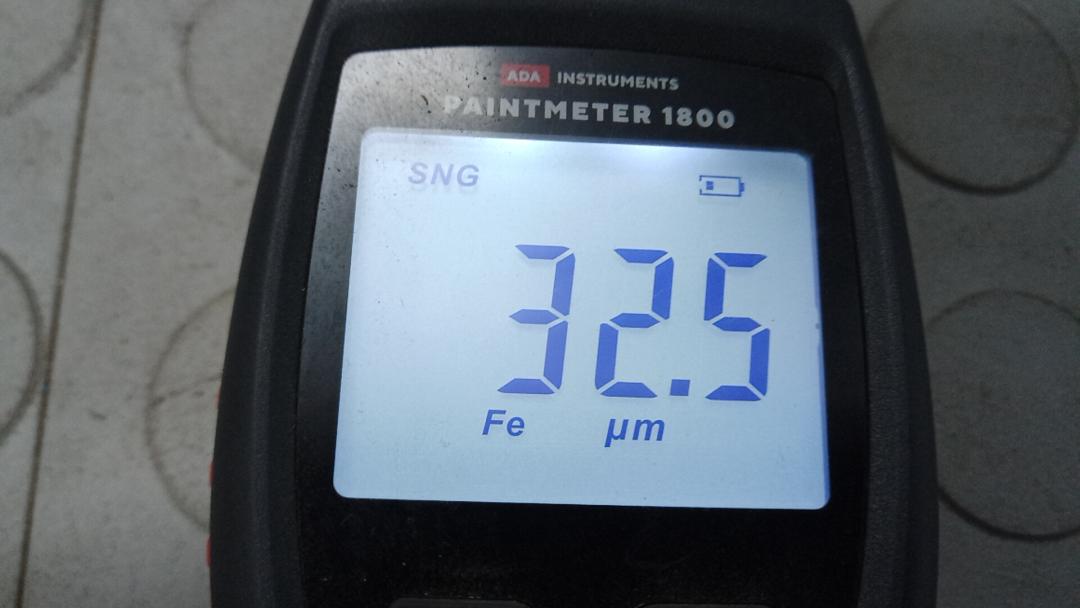 ADA INSTRUMENTS
PAINTMETER 1800
SNG
32.5
Fe µm